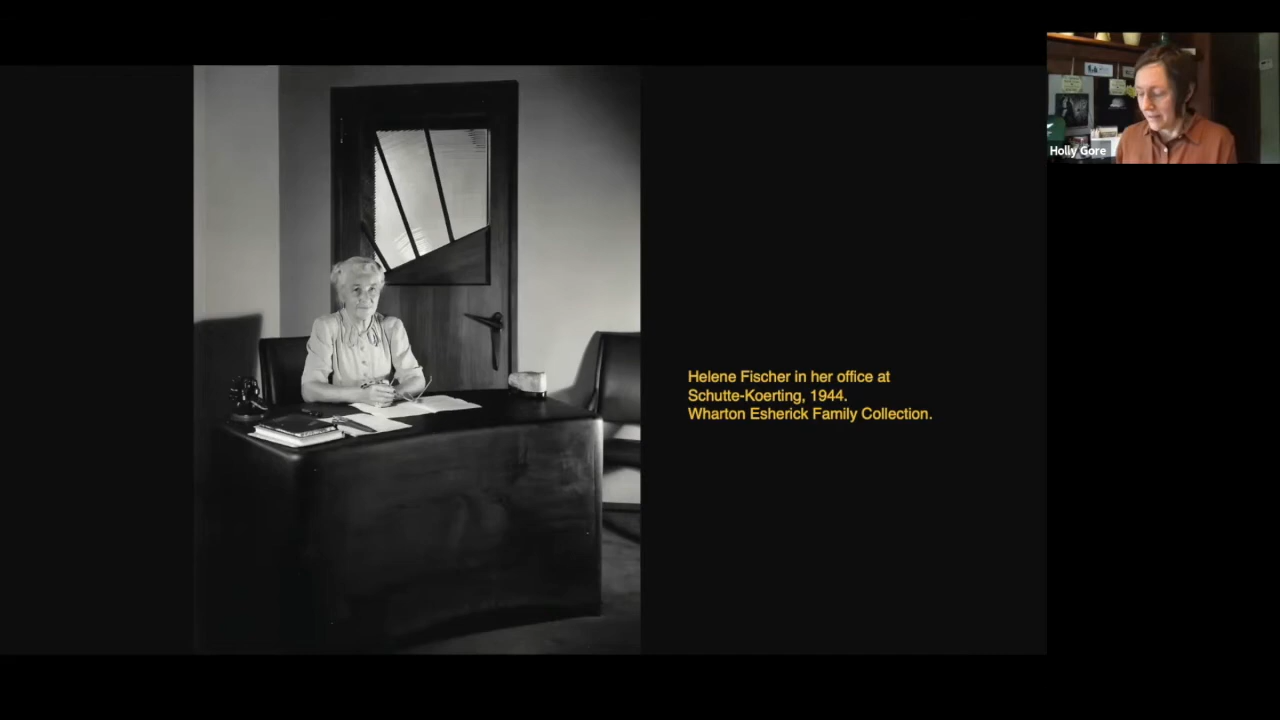 Helene Fischer in her office at
Schutte-Koerting, 1944.
Wharton Esherick Family Collection.
Holly Gore